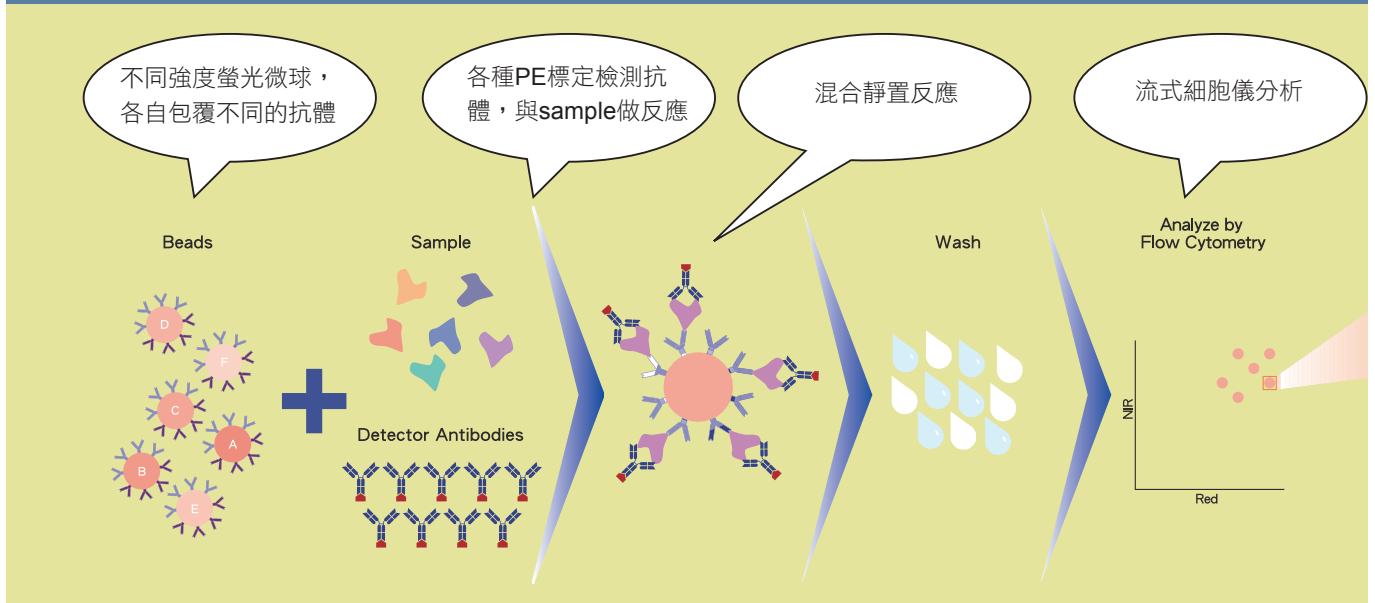 不同強度螢光微球，
各自包覆不同的抗體
各種PE標定檢測抗
體，與sample做反應
混合靜置反應
流式細胞儀分析
Beads
Sample
Wash
Analyze by
Flow Cytometry
D
F
C
A
B
E
Detector Antibodies
NIR
Red